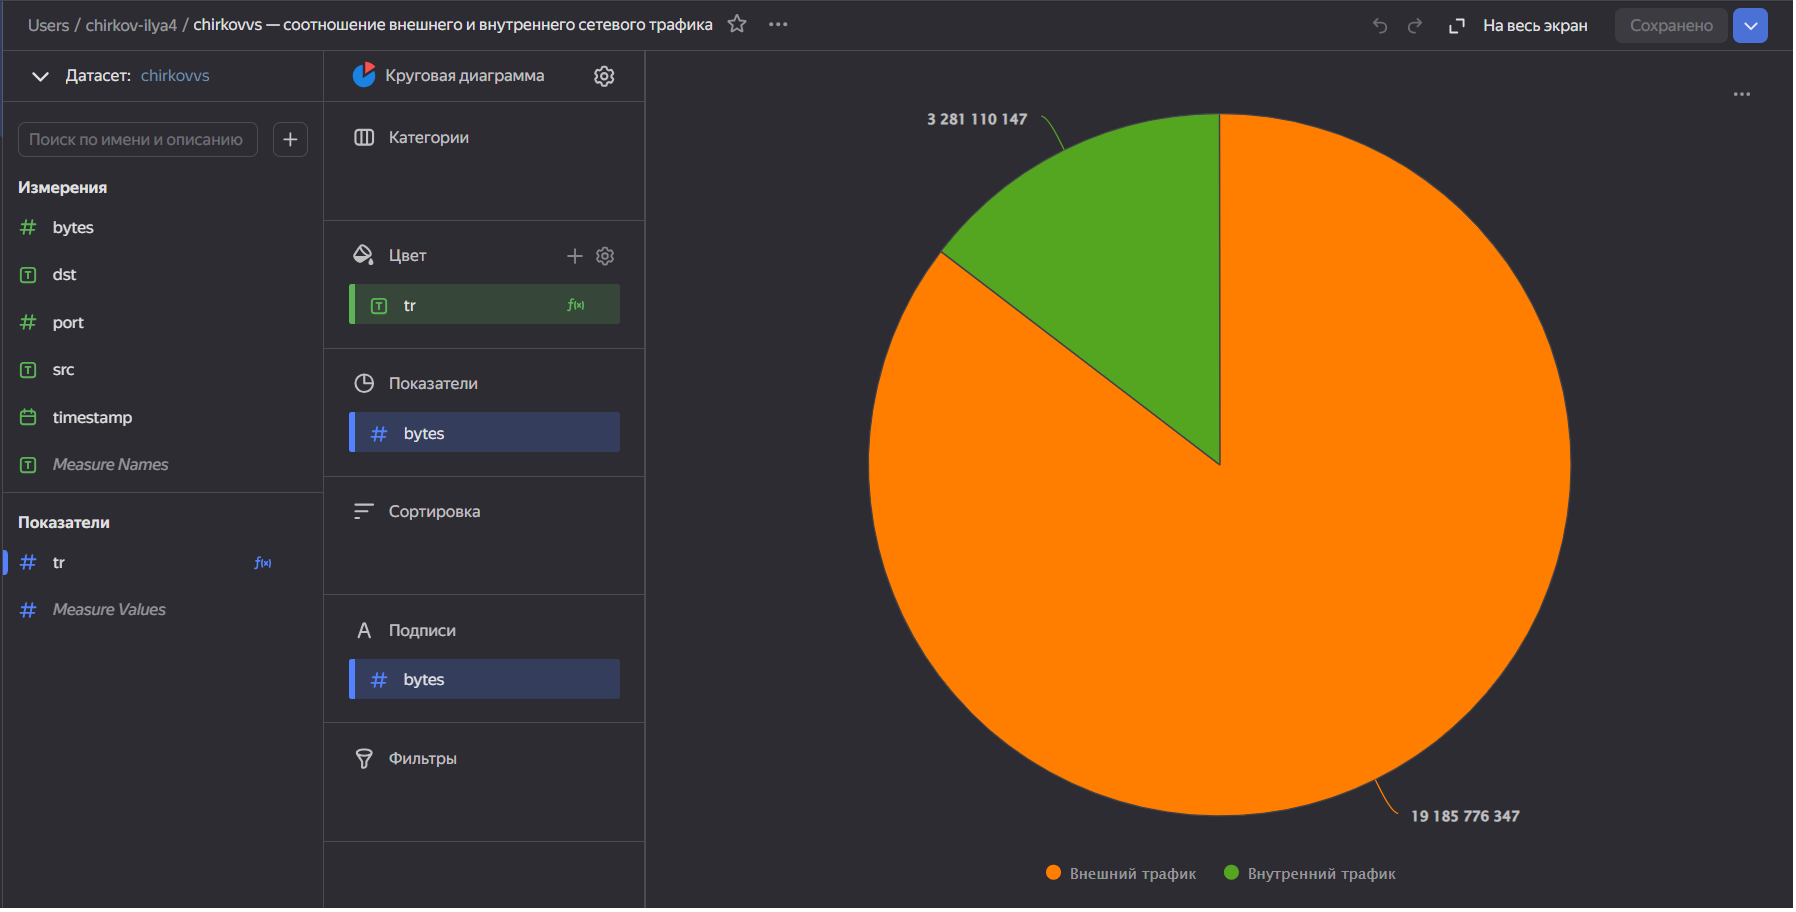 Users / chirkov-ilya4 / chirkovvs — соотношение внешнего и внутреннего сетевого трафика
На весь экран
Сохранено
Датасет: chirkovvs
Поиск по имени и описанию
Измерения
bytes
dst
port
src
timestamp
Measure Names
Показатели
tr
f(x)
Measure Values
Круговая диаграмма
Категории
Цвет
tr
f(x)
Показатели
bytes
Сортировка
Подписи
bytes
Фильтры
3 281 110 147
19 185 776 347
Внешний трафик
Внутренний трафик